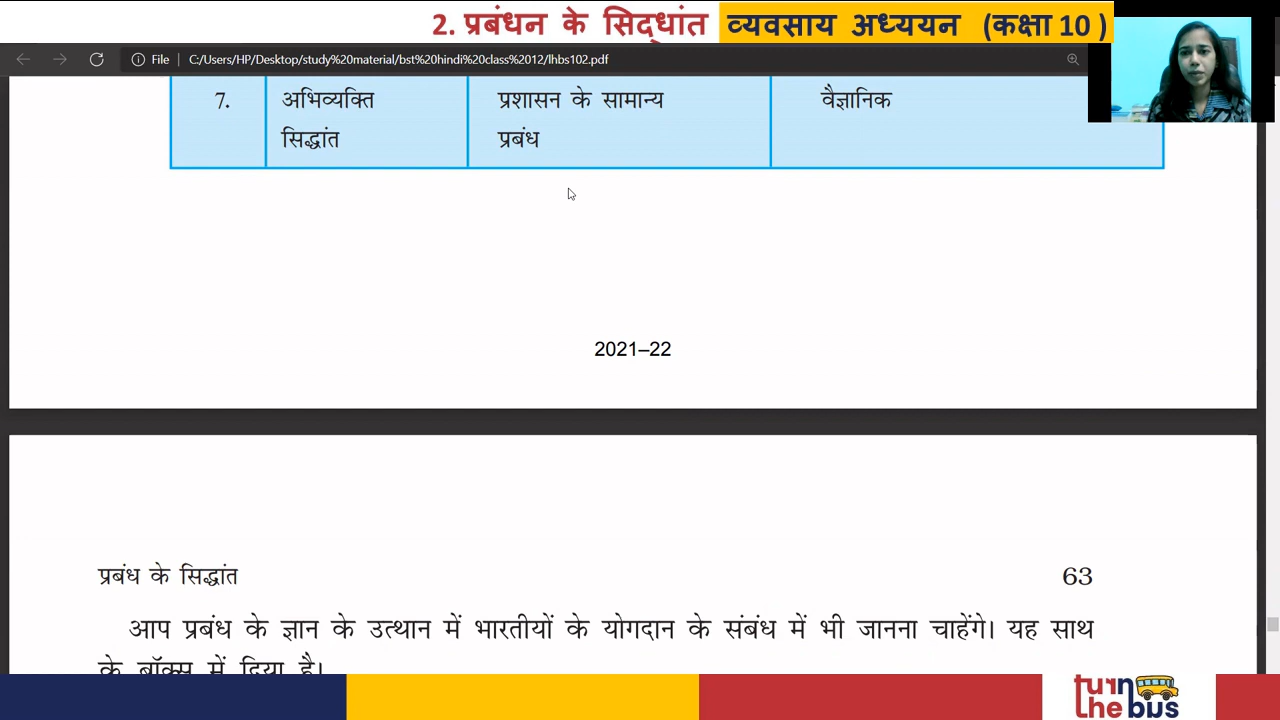 2. प्रबंधन के सिद्धांत व्यवसाय अध्ययन (कक्षा 10 )
File C:/Users/HP/Desktop/study%20material/bst%20hindi%20class%2012/lhbs102.pdf
7. अभिव्यक्ति प्रशासन के सामान्य वैज्ञानिक
सिद्धांत प्रबंध
2021–22
प्रबंध के सिद्धांत 63
आप प्रबंध के ज्ञान के उत्थान में भारतीयों के योगदान के संबंध में भी जानना चाहेंगे। यह साथ
के बॉक्स में दिया है।
turn
the bus